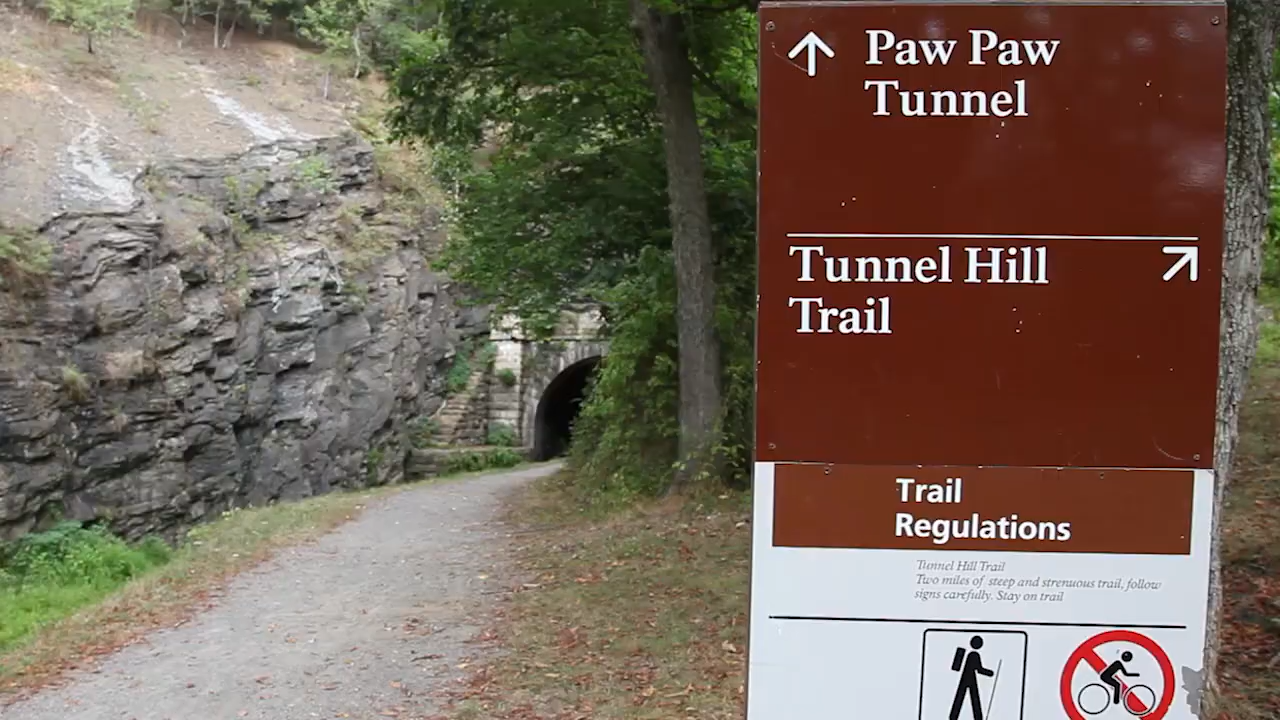 Paw Paw
Tunnel
Tunnel Hill
Trail
Trail
Regulations
Tunnel Hill Trail
Two miles of steep and strenuous trail, follow
signs carefully. Stay on trail